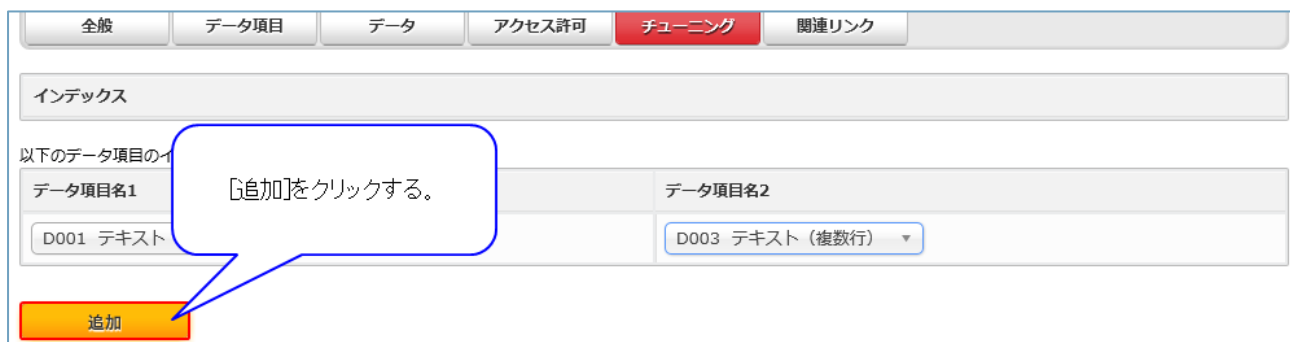 全般 データ項目 データ アクセス許可 チューニング 関連リンク
インデックス
以下のデータ項目のイ
[追加]をクリックする。
データ項目名1 データ項目名2
D001 テキスト D003 テキスト（複数行）
追加